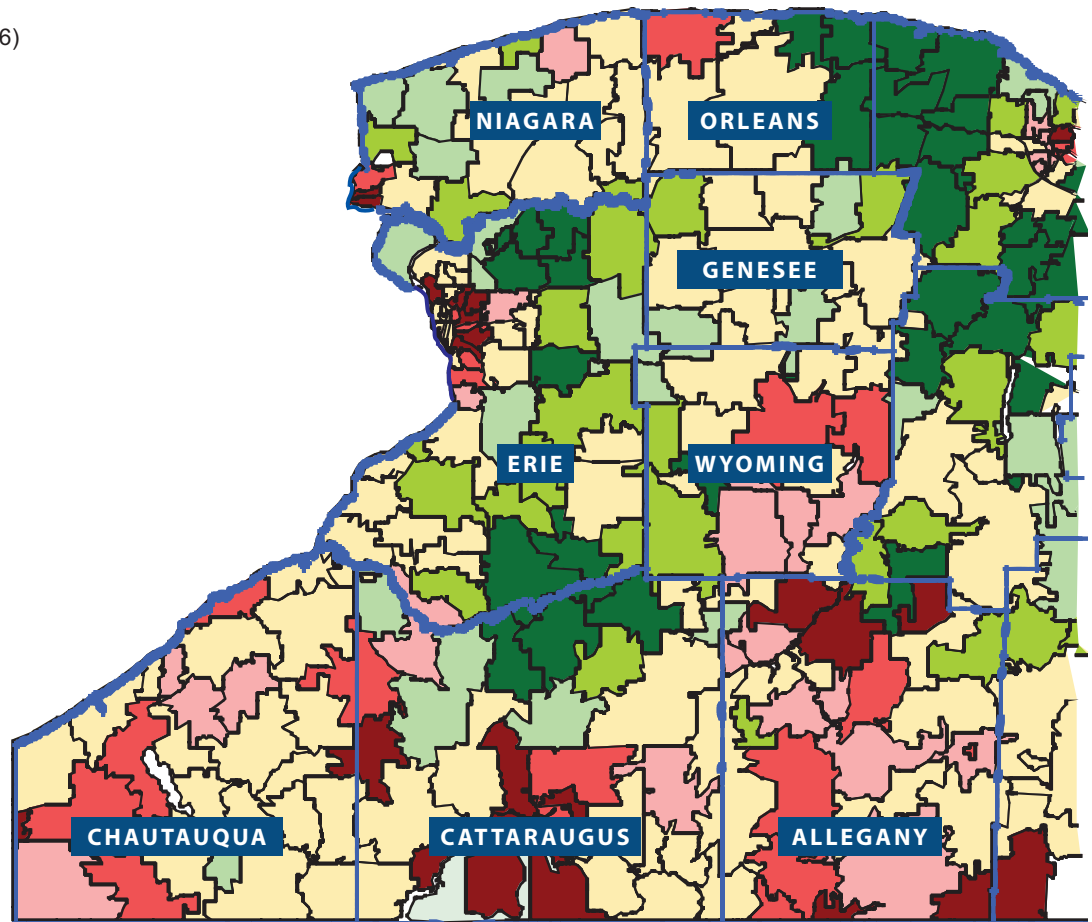 6)
NIAGARA
ORLEANS
GENESEE
ERIE
WYOMING
CHAUTAUQUA
CATTARAUGUS
ALLEGANY